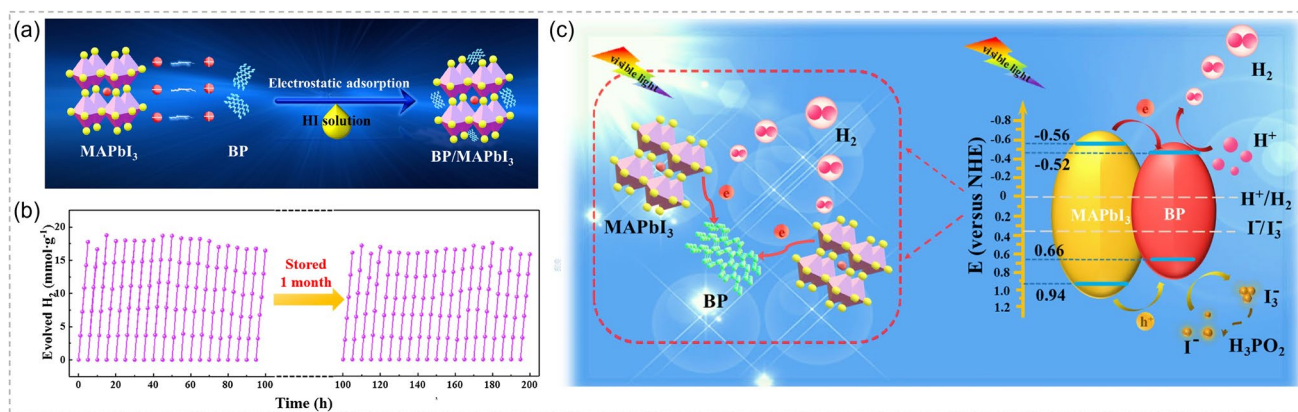 (a)
Electrostatic adsorption
HI solution
MAPbI₃
BP
BP/MAPbI₃
(b)
Evolved H₂ (mmol·g⁻¹)
20
15
10
5
0
Stored
1 month
0 20 40 60 80 100
100 120 140 160 180 200
Time (h)
(c)
visible light
H₂
e
MAPbI₃
e
BP
visible light
H₂
E (versus NHE)
-0.8
-0.6
-0.4
-0.2
0
0.2
0.4
0.6
0.8
1.0
1.2
-0.56
-0.52
0.66
0.94
e
MAPbI₃
BP
h⁺
H⁺
H⁺/H₂
I⁻/I₃⁻
I₃⁻
I⁻
H₃PO₂